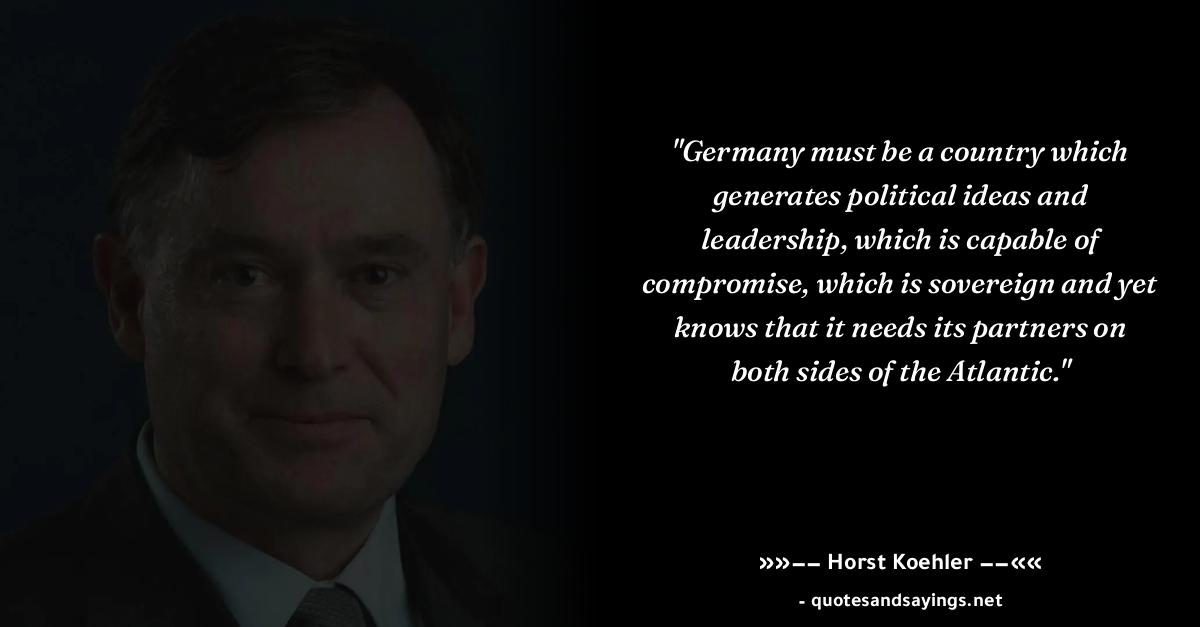 "Germany must be a country which
generates political ideas and
leadership, which is capable of
compromise, which is sovereign and yet
knows that it needs its partners on
both sides of the Atlantic."
»»–– Horst Koehler ––««
- quotesandsayings.net